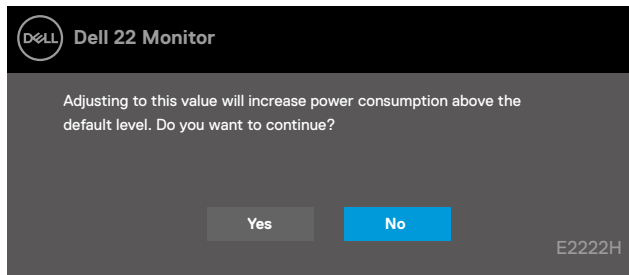 DELL Dell 22 Monitor
Adjusting to this value will increase power consumption above the
default level. Do you want to continue?
Yes No
E2222H